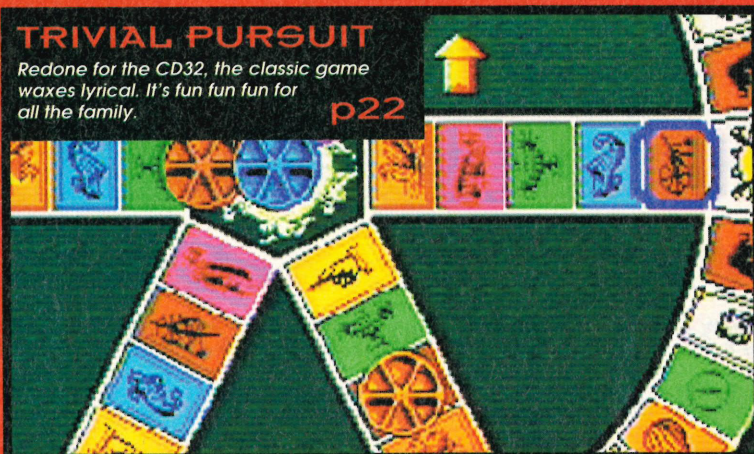 TRIVIAL PURSUIT
Redone for the CD32, the classic game
waxes lyrical. It's fun fun fun for
all the family.
p22